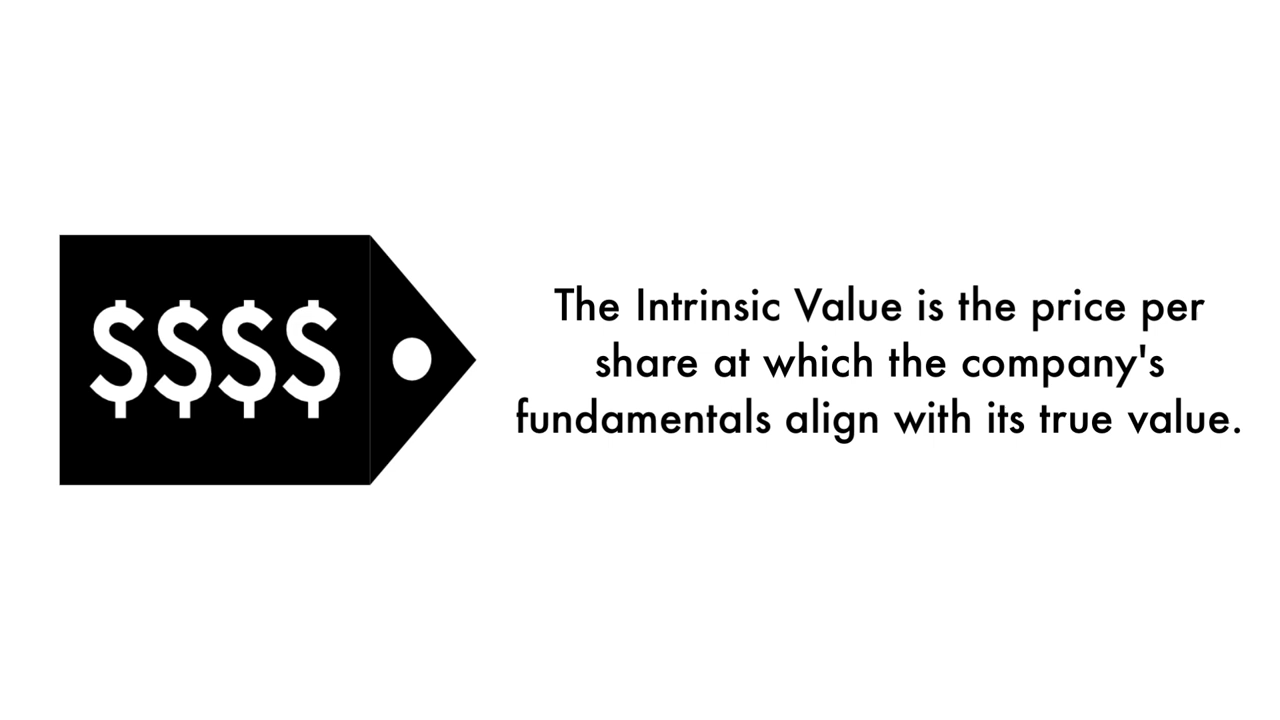 $$$$
The Intrinsic Value is the price per
share at which the company's
fundamentals align with its true value.